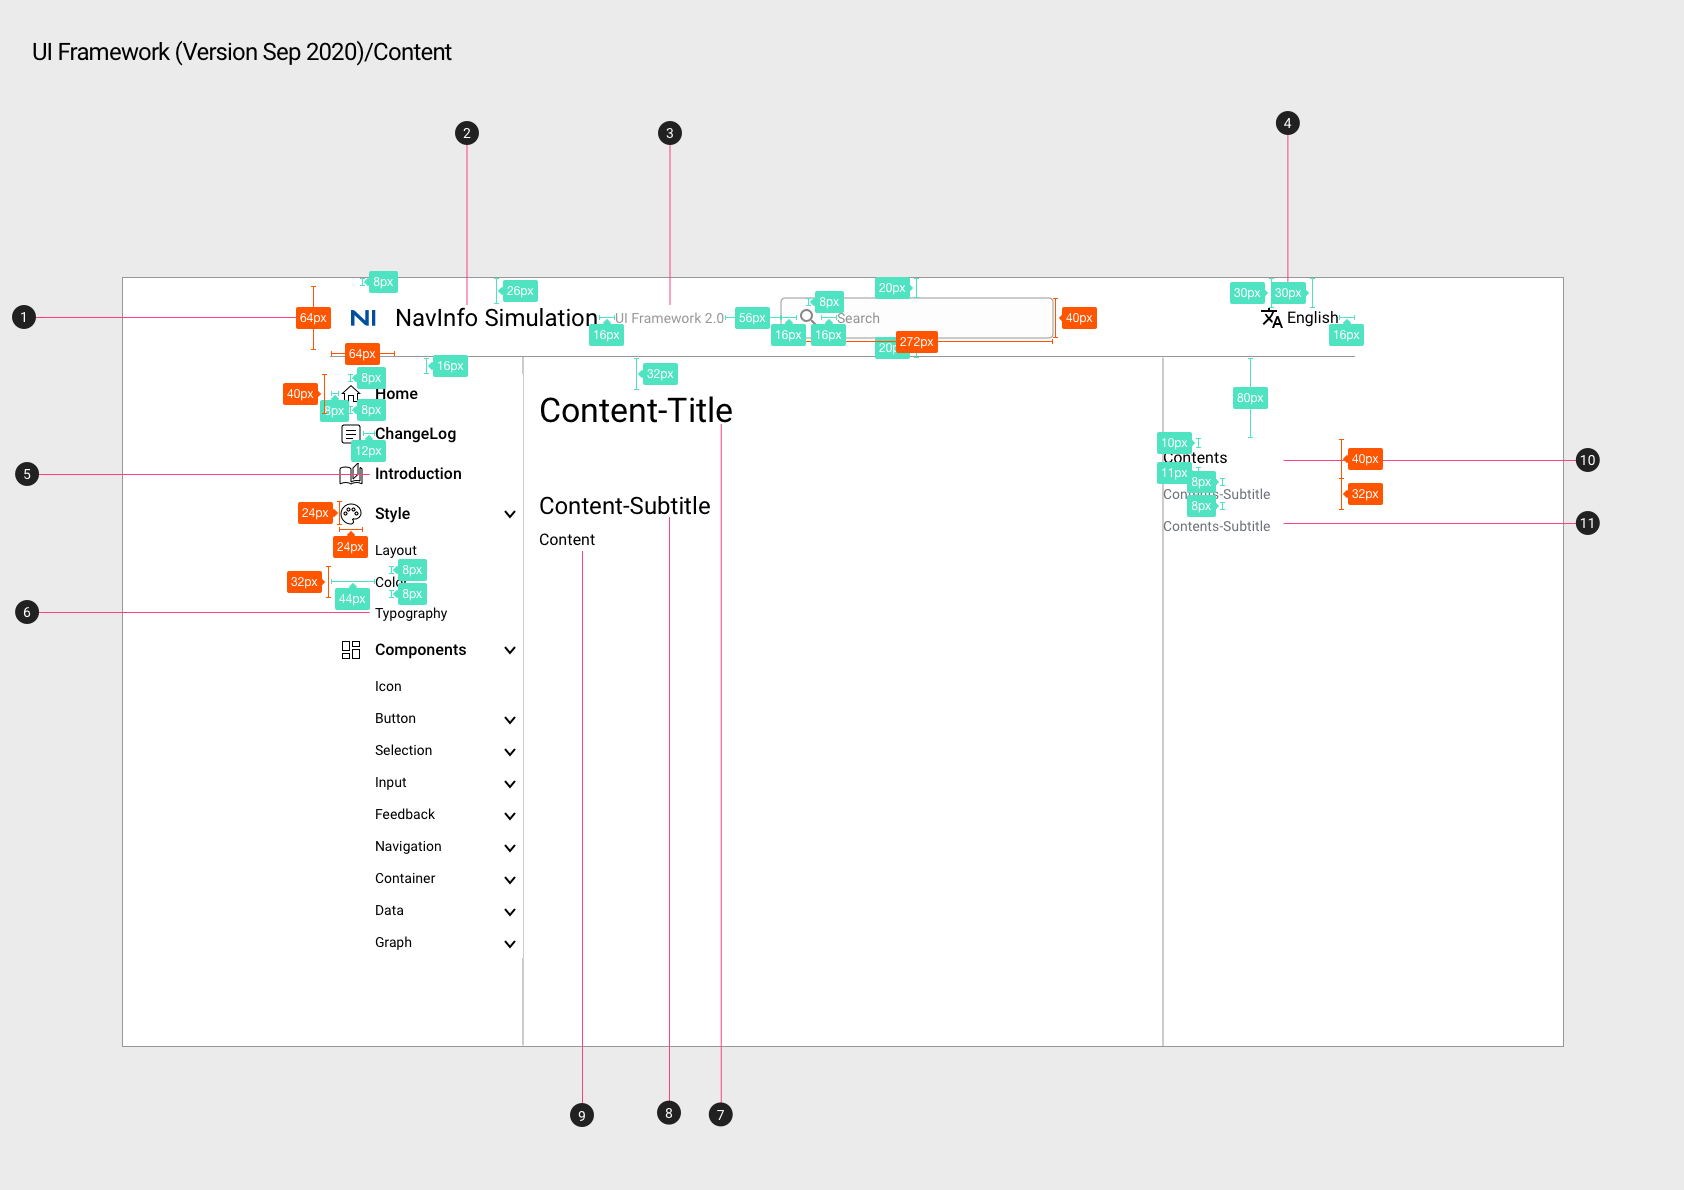 UI Framework (Version Sep 2020)/Content
2
3
4
8px
26px
20px
30px
30px
1
64px
NI
NavInfo Simulation
16px
UI Framework 2.0
56px
16px
8px
16px
Search
40px
20px
272px
English
16px
64px
16px
32px
80px
8px
40px
Home
8px
8px
ChangeLog
12px
5
Introduction
24px
Style
24px
Layout
32px
Color
8px
8px
44px
6
Typography
Components
Icon
Button
Selection
Input
Feedback
Navigation
Container
Data
Graph
Content-Title
Content-Subtitle
Content
10px
Contents
11px
8px
Contents-Subtitle
8px
Contents-Subtitle
40px
32px
10
11
9
8
7